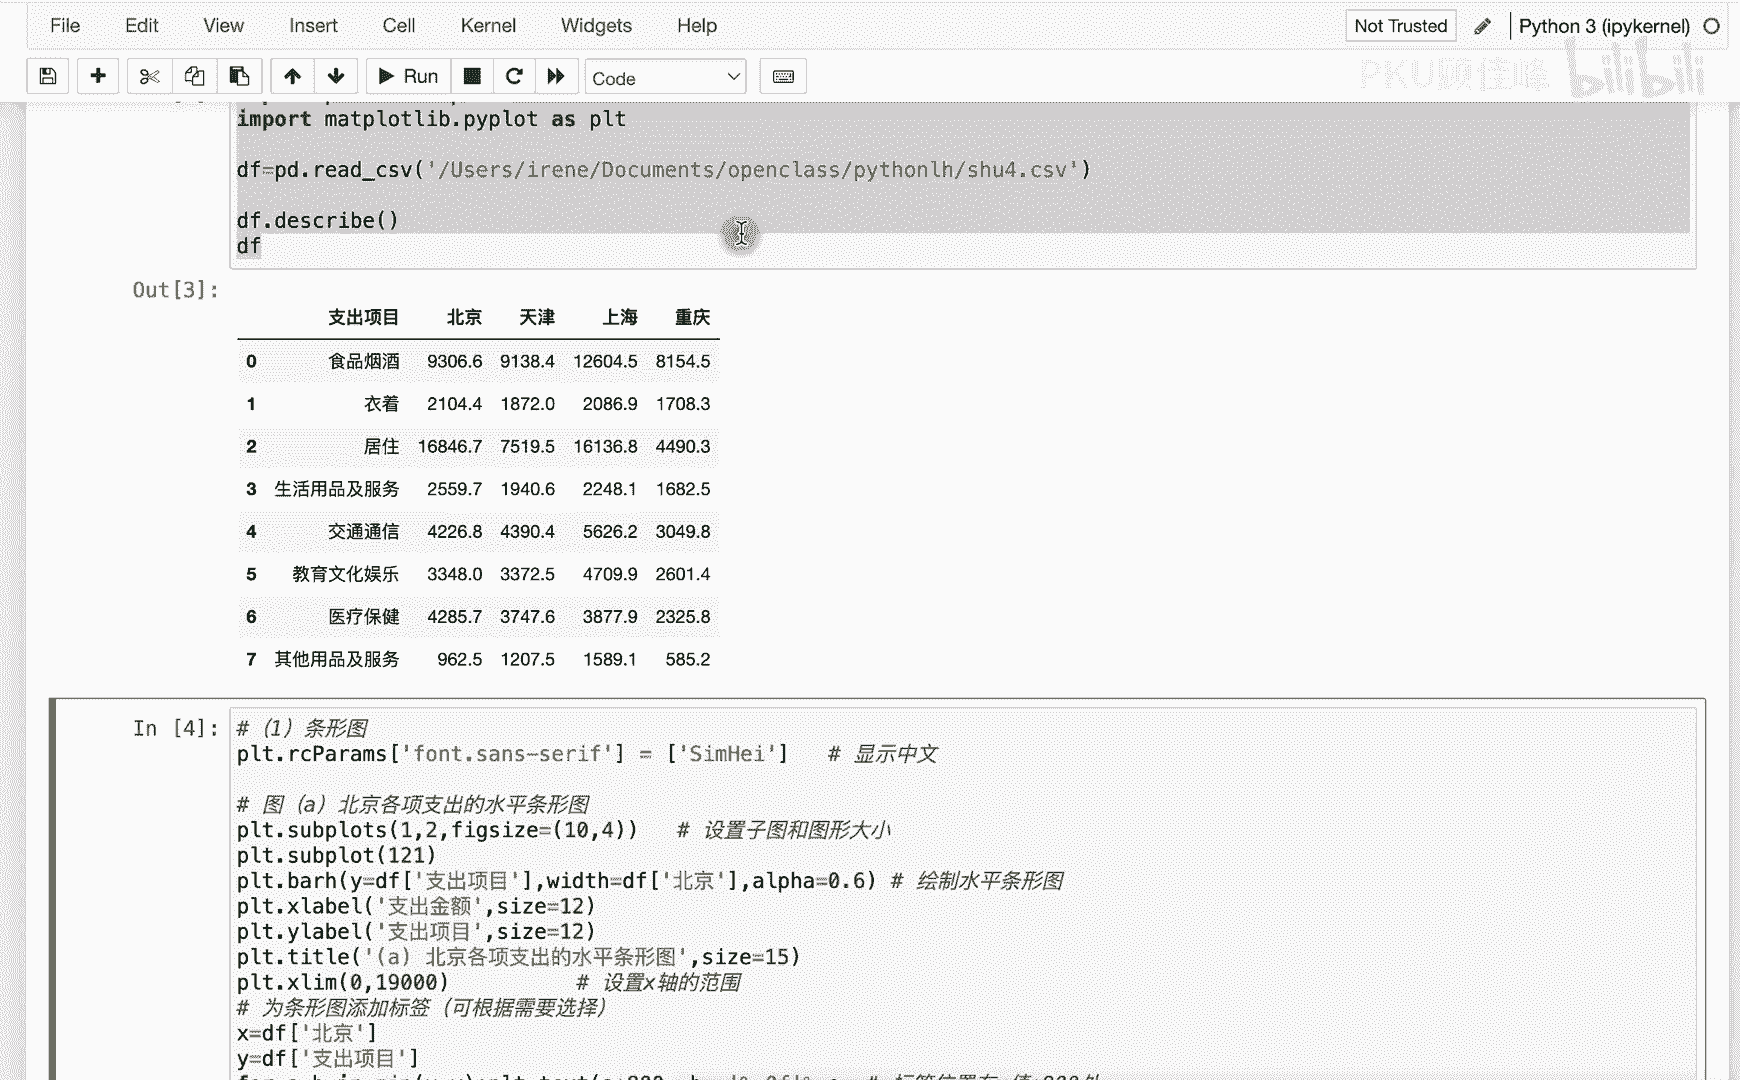 File Edit View Insert Cell Kernel Widgets Help Not Trusted Python 3 (ipykernel)
Run Code
PKU顾佳峰 bilibili
import matplotlib.pyplot as plt
df=pd.read_csv('/Users/irene/Documents/openclass/pythonlh/shu4.csv')
df.describe()
df
Out[3]:
支出项目 北京 天津 上海 重庆
0 食品烟酒 9306.6 9138.4 12604.5 8154.5
1 衣着 2104.4 1872.0 2086.9 1708.3
2 居住 16846.7 7519.5 16136.8 4490.3
3 生活用品及服务 2559.7 1940.6 2248.1 1682.5
4 交通通信 4226.8 4390.4 5626.2 3049.8
5 教育文化娱乐 3348.0 3372.5 4709.9 2601.4
6 医疗保健 4285.7 3747.6 3877.9 2325.8
7 其他用品及服务 962.5 1207.5 1589.1 585.2
In [4]: #（1）条形图
plt.rcParams['font.sans-serif'] = ['SimHei'] # 显示中文
# 图（a）北京各项支出的水平条形图
plt.subplots(1,2,figsize=(10,4)) # 设置子图和图形大小
plt.subplot(121)
plt.barh(y=df['支出项目'],width=df['北京'],alpha=0.6) # 绘制水平条形图
plt.xlabel('支出金额',size=12)
plt.ylabel('支出项目',size=12)
plt.title('(a) 北京各项支出的水平条形图',size=15)
plt.xlim(0,19000) # 设置x轴的范围
# 为条形图添加标签（可根据需要选择）
x=df['北京']
y=df['支出项目']